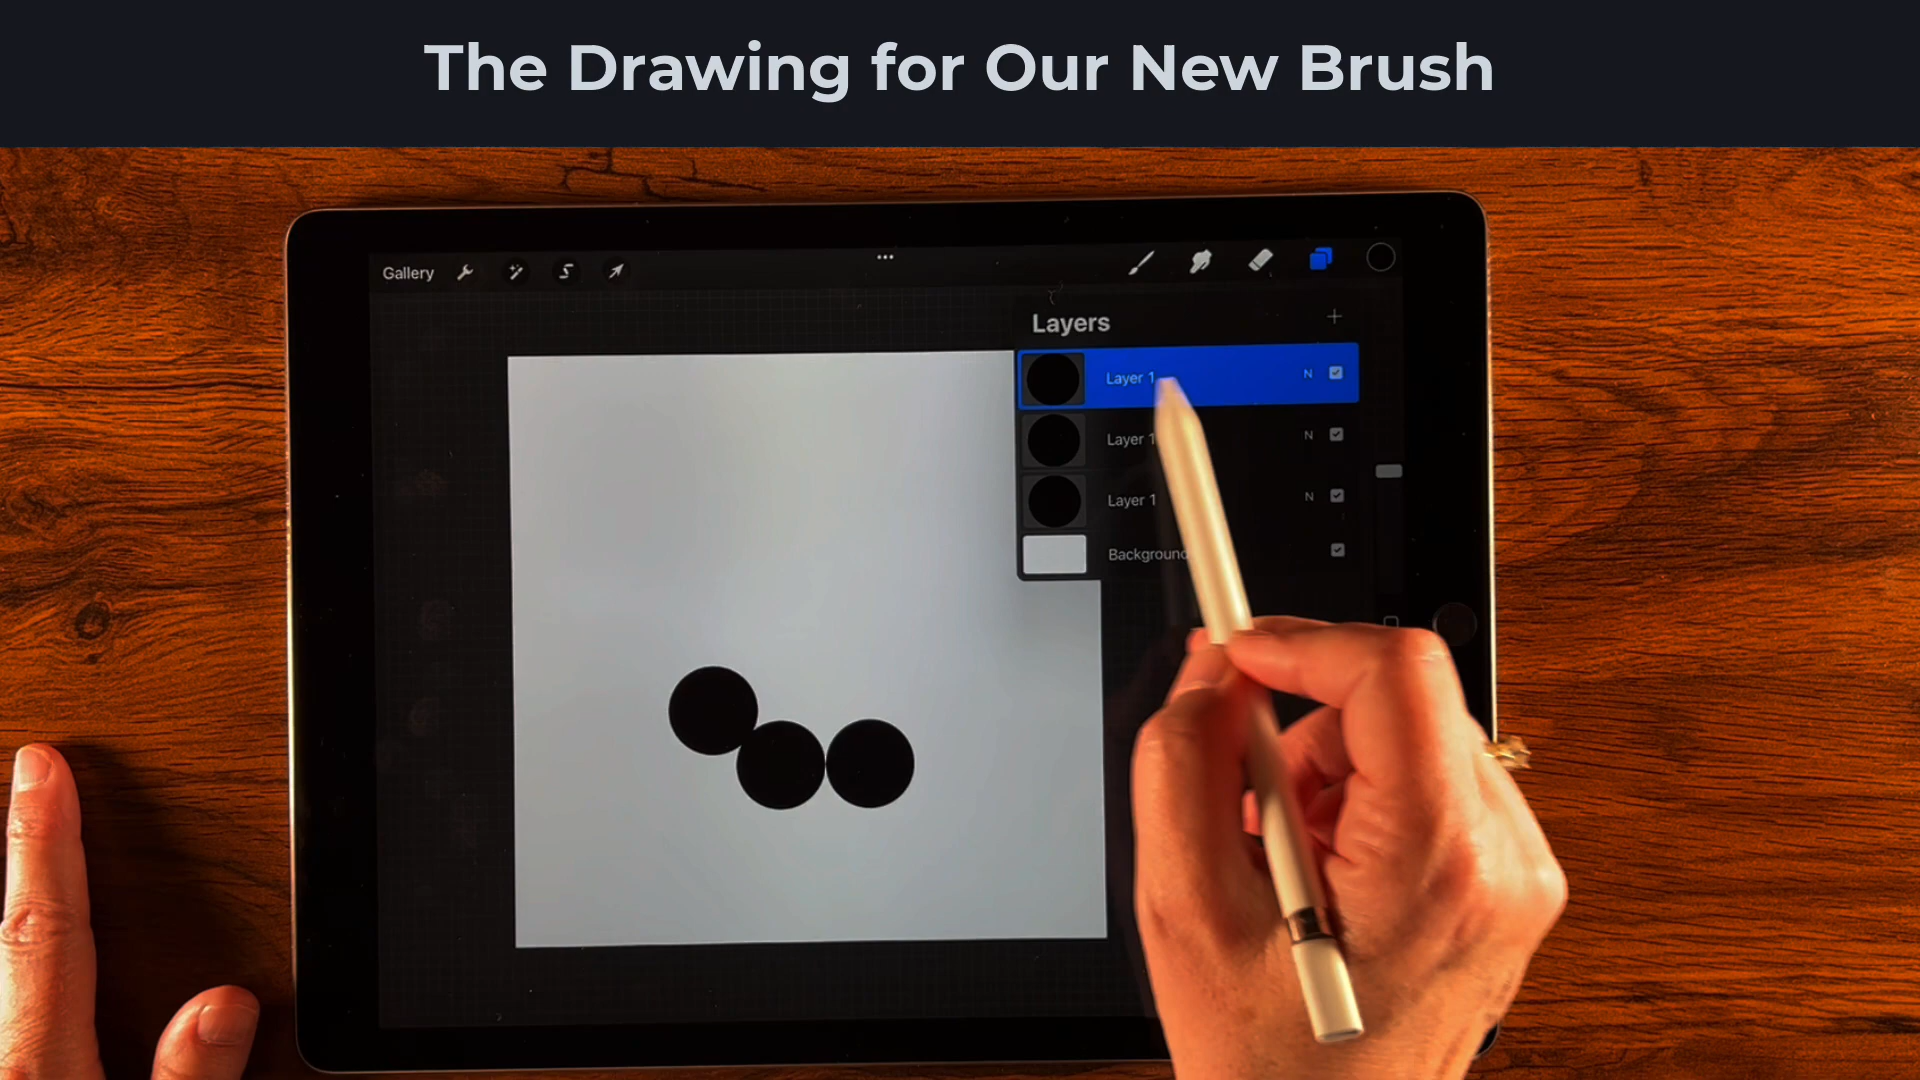 The Drawing for Our New Brush
Gallery
Layers
Layer 1 N
Layer 1 N
Layer 1 N
Background